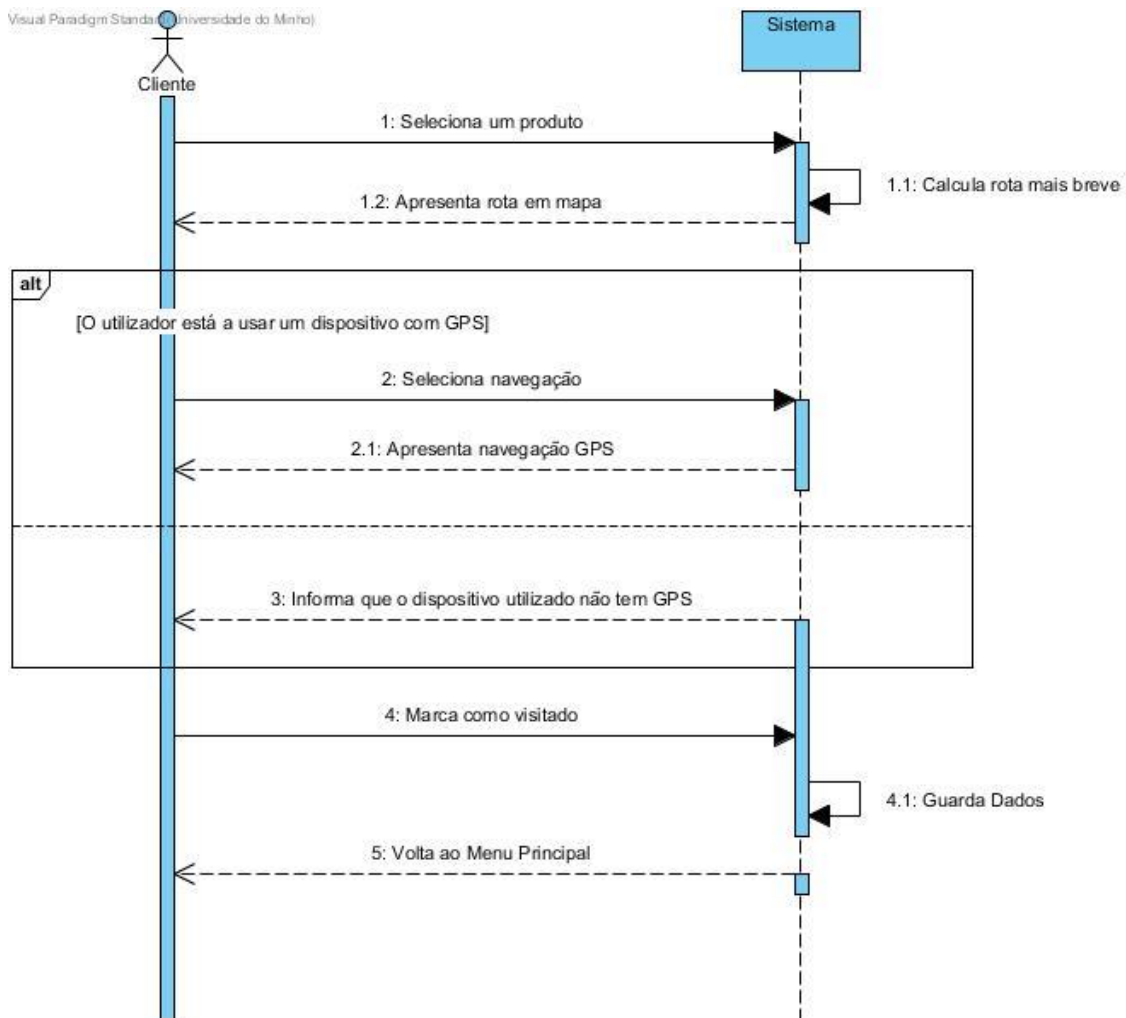 Visual Paradigm Standard (Universidade do Minho)
Sistema
Cliente
1: Seleciona um produto
1.1: Calcula rota mais breve
1.2: Apresenta rota em mapa
alt
[O utilizador está a usar um dispositivo com GPS]
2: Seleciona navegação
2.1: Apresenta navegação GPS
3: Informa que o dispositivo utilizado não tem GPS
4: Marca como visitado
4.1: Guarda Dados
5: Volta ao Menu Principal